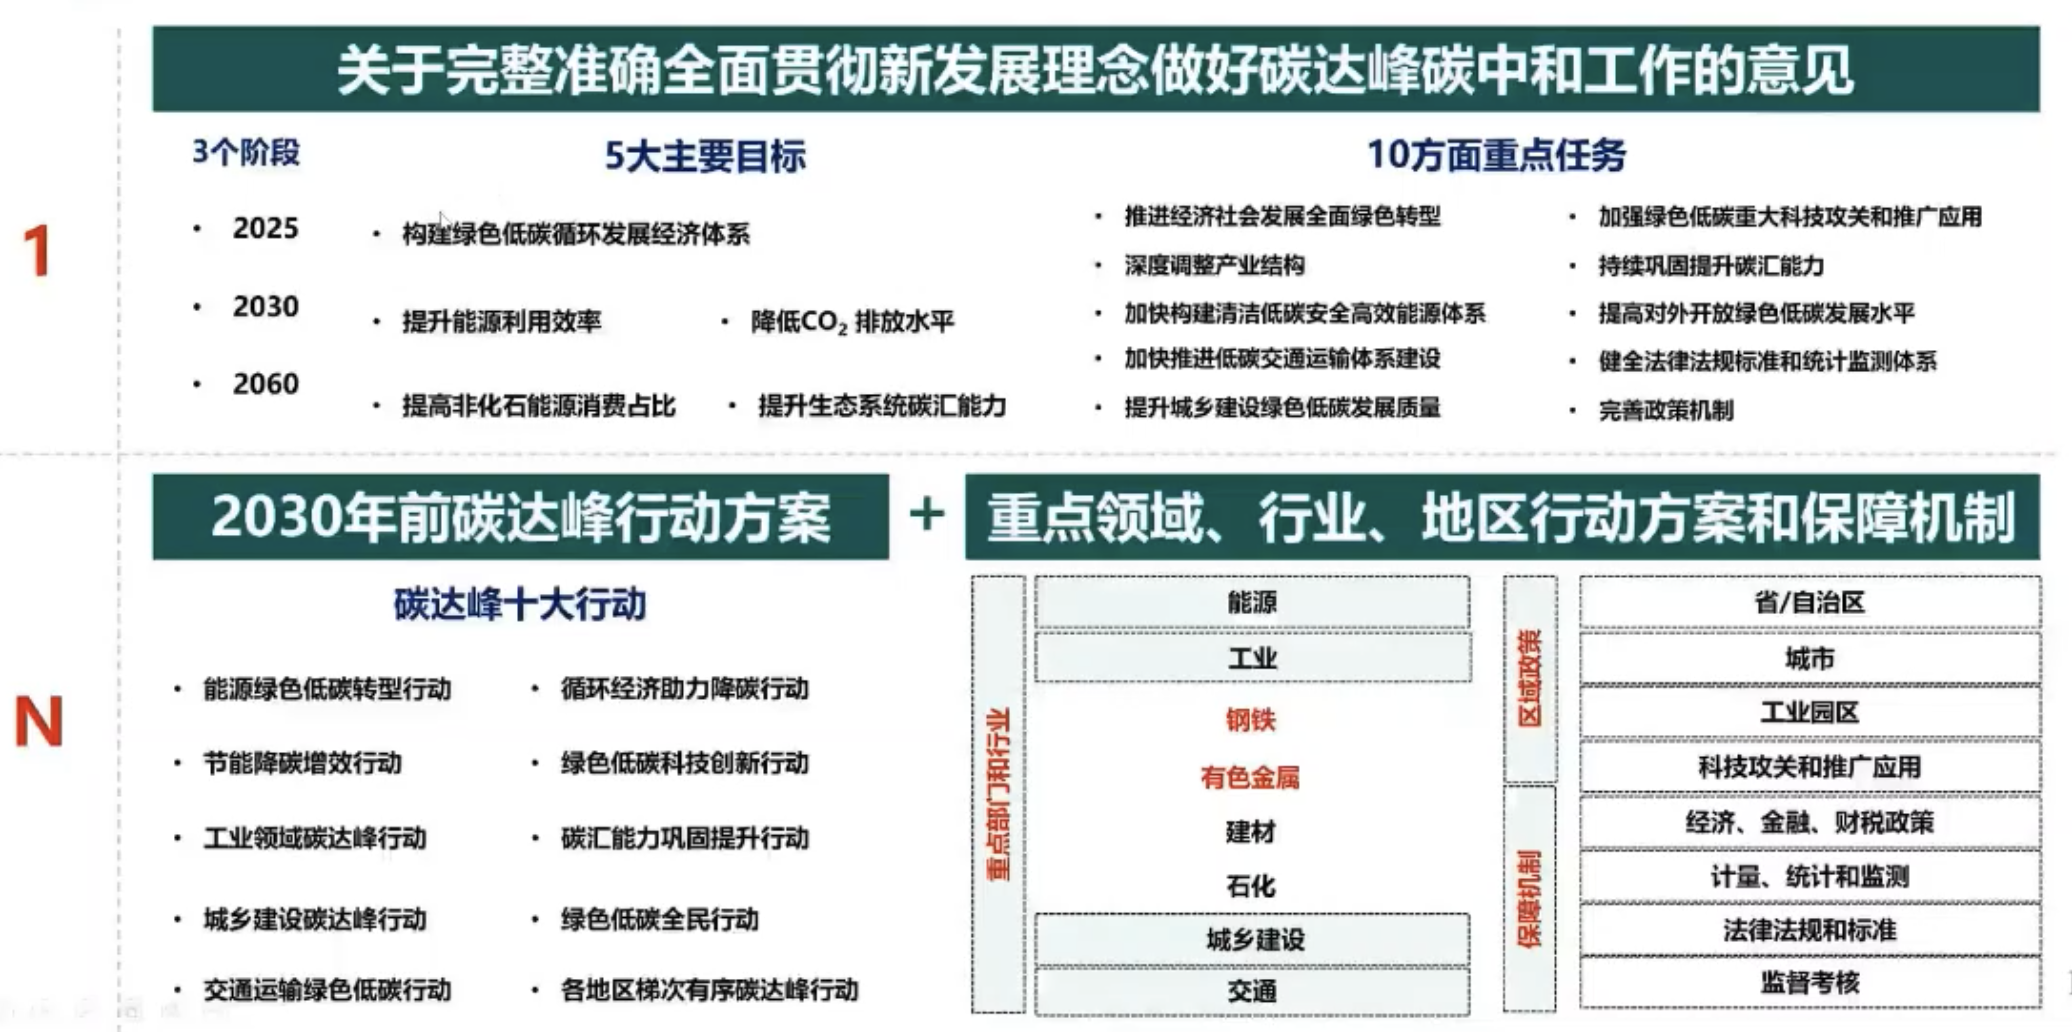 关于完整准确全面贯彻新发展理念做好碳达峰碳中和工作的意见
1
3个阶段
• 2025
• 2030
• 2060
5大主要目标
• 构建绿色低碳循环发展经济体系
• 提升能源利用效率
• 降低CO₂ 排放水平
• 提高非化石能源消费占比
• 提升生态系统碳汇能力
10方面重点任务
• 推进经济社会发展全面绿色转型
• 深度调整产业结构
• 加快构建清洁低碳安全高效能源体系
• 加快推进低碳交通运输体系建设
• 提升城乡建设绿色低碳发展质量
• 加强绿色低碳重大科技攻关和推广应用
• 持续巩固提升碳汇能力
• 提高对外开放绿色低碳发展水平
• 健全法律法规标准和统计监测体系
• 完善政策机制
N
2030年前碳达峰行动方案
+
重点领域、行业、地区行动方案和保障机制
碳达峰十大行动
• 能源绿色低碳转型行动
• 节能降碳增效行动
• 工业领域碳达峰行动
• 城乡建设碳达峰行动
• 交通运输绿色低碳行动
• 循环经济助力降碳行动
• 绿色低碳科技创新行动
• 碳汇能力巩固提升行动
• 绿色低碳全民行动
• 各地区梯次有序碳达峰行动
重点部门和行业
能源
工业
钢铁
有色金属
建材
石化
城乡建设
交通
区域政策
省/自治区
城市
工业园区
科技攻关和推广应用
保障机制
经济、金融、财税政策
计量、统计和监测
法律法规和标准
监督考核